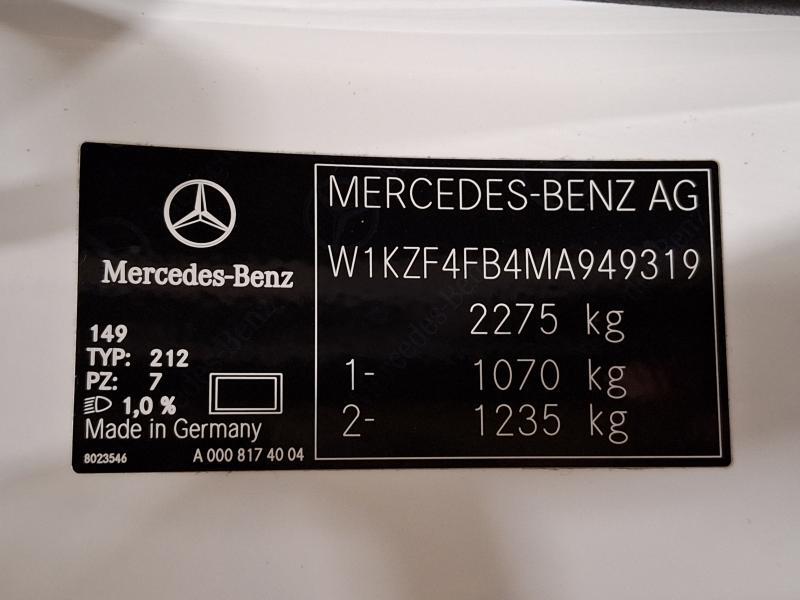 Mercedes-Benz
149
TYP: 212
PZ: 7
1,0 %
Made in Germany
8023546 A 000 817 40 04
MERCEDES-BENZ AG
W1KZF4FB4MA949319
2275 kg
1- 1070 kg
2- 1235 kg